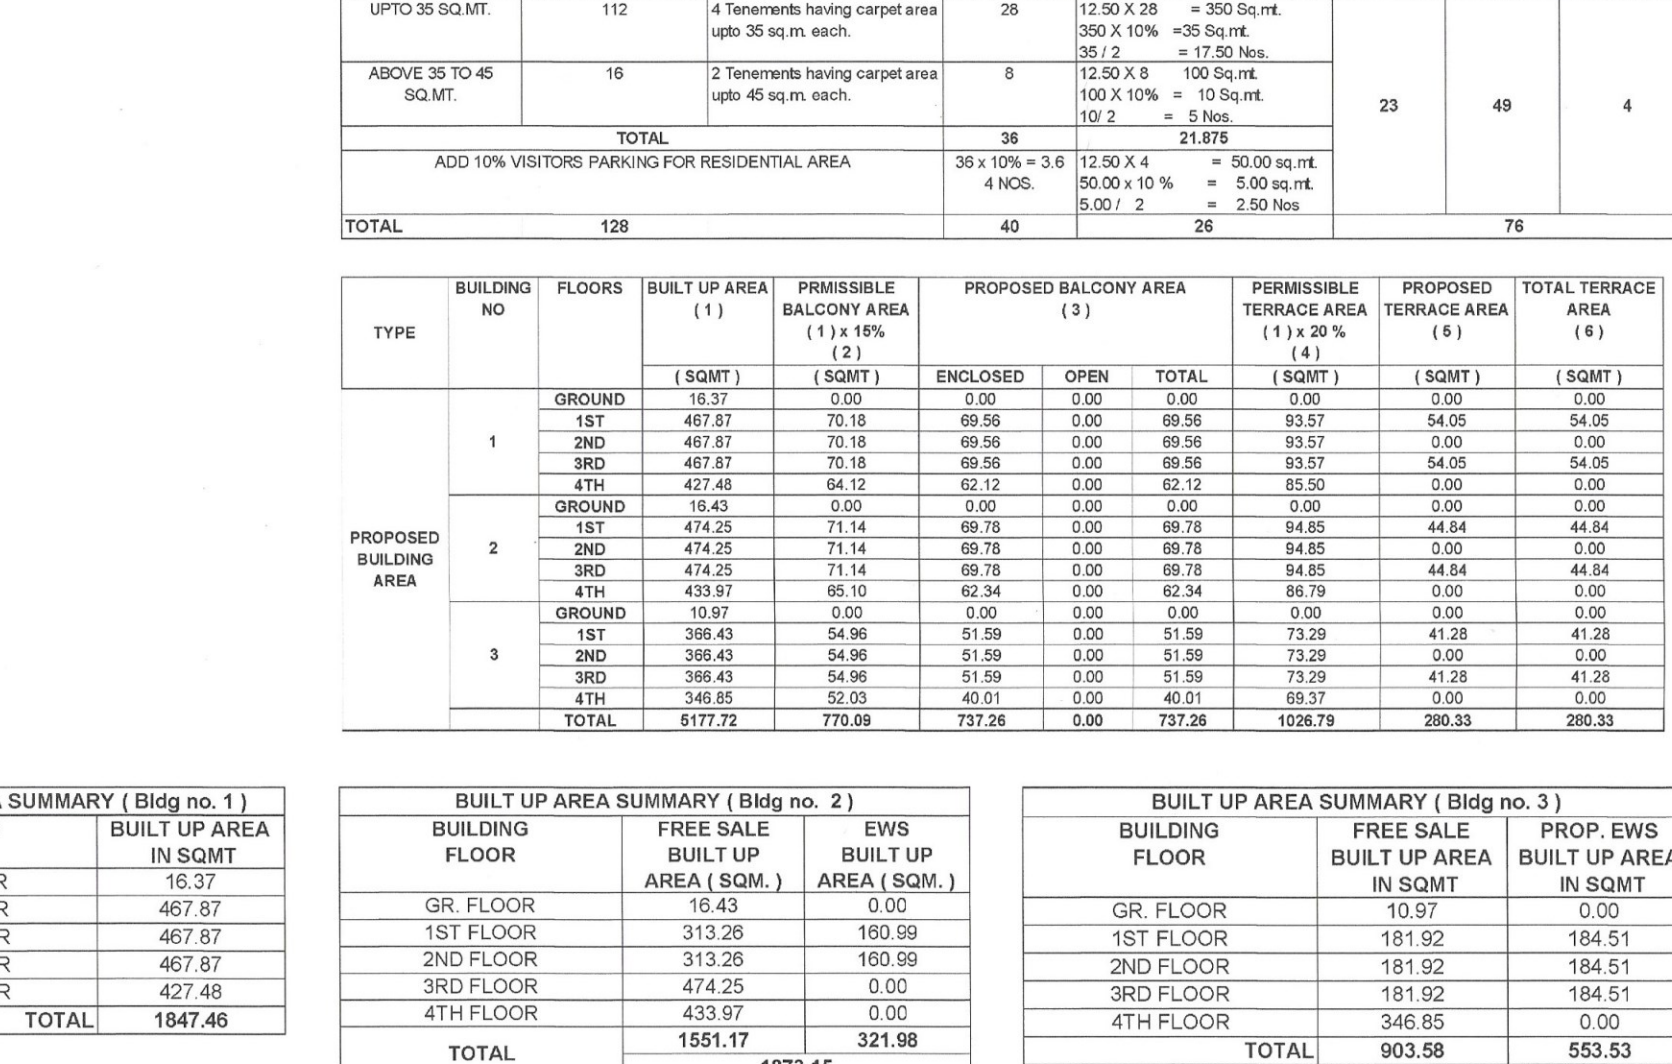 UPTO 35 SQ.MT. 112 4 Tenements having carpet area 28 12.50 X 28 = 350 Sq.mt.
upto 35 sq.m. each. 350 X 10% =35 Sq.mt.
35 / 2 = 17.50 Nos.
ABOVE 35 TO 45 16 2 Tenements having carpet area 8 12.50 X 8 100 Sq.mt.
SQ.MT. upto 45 sq.m. each. 100 X 10% = 10 Sq.mt. 23 49 4
10/ 2 = 5 Nos.
TOTAL 36 21.875
ADD 10% VISITORS PARKING FOR RESIDENTIAL AREA 36 x 10% = 3.6 12.50 X 4 = 50.00 sq.mt.
4 NOS. 50.00 x 10 % = 5.00 sq.mt.
5.00 / 2 = 2.50 Nos
TOTAL 128 40 26 76
TYPE BUILDING FLOORS BUILT UP AREA PRMISSIBLE PROPOSED BALCONY AREA PERMISSIBLE PROPOSED TOTAL TERRACE
NO ( 1 ) BALCONY AREA ( 3 ) TERRACE AREA TERRACE AREA AREA
( 1 ) x 15% ( 1 ) x 20 % ( 5 ) ( 6 )
( 2 ) ( 4 )
( SQMT ) ( SQMT ) ENCLOSED OPEN TOTAL ( SQMT ) ( SQMT ) ( SQMT )
PROPOSED BUILDING AREA
1 GROUND 16.37 0.00 0.00 0.00 0.00 0.00 0.00 0.00
1ST 467.87 70.18 69.56 0.00 69.56 93.57 54.05 54.05
2ND 467.87 70.18 69.56 0.00 69.56 93.57 0.00 0.00
3RD 467.87 70.18 69.56 0.00 69.56 93.57 54.05 54.05
4TH 427.48 64.12 62.12 0.00 62.12 85.50 0.00 0.00
2 GROUND 16.43 0.00 0.00 0.00 0.00 0.00 0.00 0.00
1ST 474.25 71.14 69.78 0.00 69.78 94.85 44.84 44.84
2ND 474.25 71.14 69.78 0.00 69.78 94.85 0.00 0.00
3RD 474.25 71.14 69.78 0.00 69.78 94.85 44.84 44.84
4TH 433.97 65.10 62.34 0.00 62.34 86.79 0.00 0.00
3 GROUND 10.97 0.00 0.00 0.00 0.00 0.00 0.00 0.00
1ST 366.43 54.96 51.59 0.00 51.59 73.29 41.28 41.28
2ND 366.43 54.96 51.59 0.00 51.59 73.29 0.00 0.00
3RD 366.43 54.96 51.59 0.00 51.59 73.29 41.28 41.28
4TH 346.85 52.03 40.01 0.00 40.01 69.37 0.00 0.00
TOTAL 5177.72 770.09 737.26 0.00 737.26 1026.79 280.33 280.33
SUMMARY ( Bldg no. 1 )
BUILT UP AREA
IN SQMT
R 16.37
R 467.87
R 467.87
R 467.87
R 427.48
TOTAL 1847.46
BUILT UP AREA SUMMARY ( Bldg no. 2 )
BUILDING FREE SALE EWS
FLOOR BUILT UP BUILT UP
AREA ( SQM. ) AREA ( SQM. )
GR. FLOOR 16.43 0.00
1ST FLOOR 313.26 160.99
2ND FLOOR 313.26 160.99
3RD FLOOR 474.25 0.00
4TH FLOOR 433.97 0.00
TOTAL 1551.17 321.98
BUILT UP AREA SUMMARY ( Bldg no. 3 )
BUILDING FREE SALE PROP. EWS
FLOOR BUILT UP AREA BUILT UP AREA
IN SQMT IN SQMT
GR. FLOOR 10.97 0.00
1ST FLOOR 181.92 184.51
2ND FLOOR 181.92 184.51
3RD FLOOR 181.92 184.51
4TH FLOOR 346.85 0.00
TOTAL 903.58 553.53